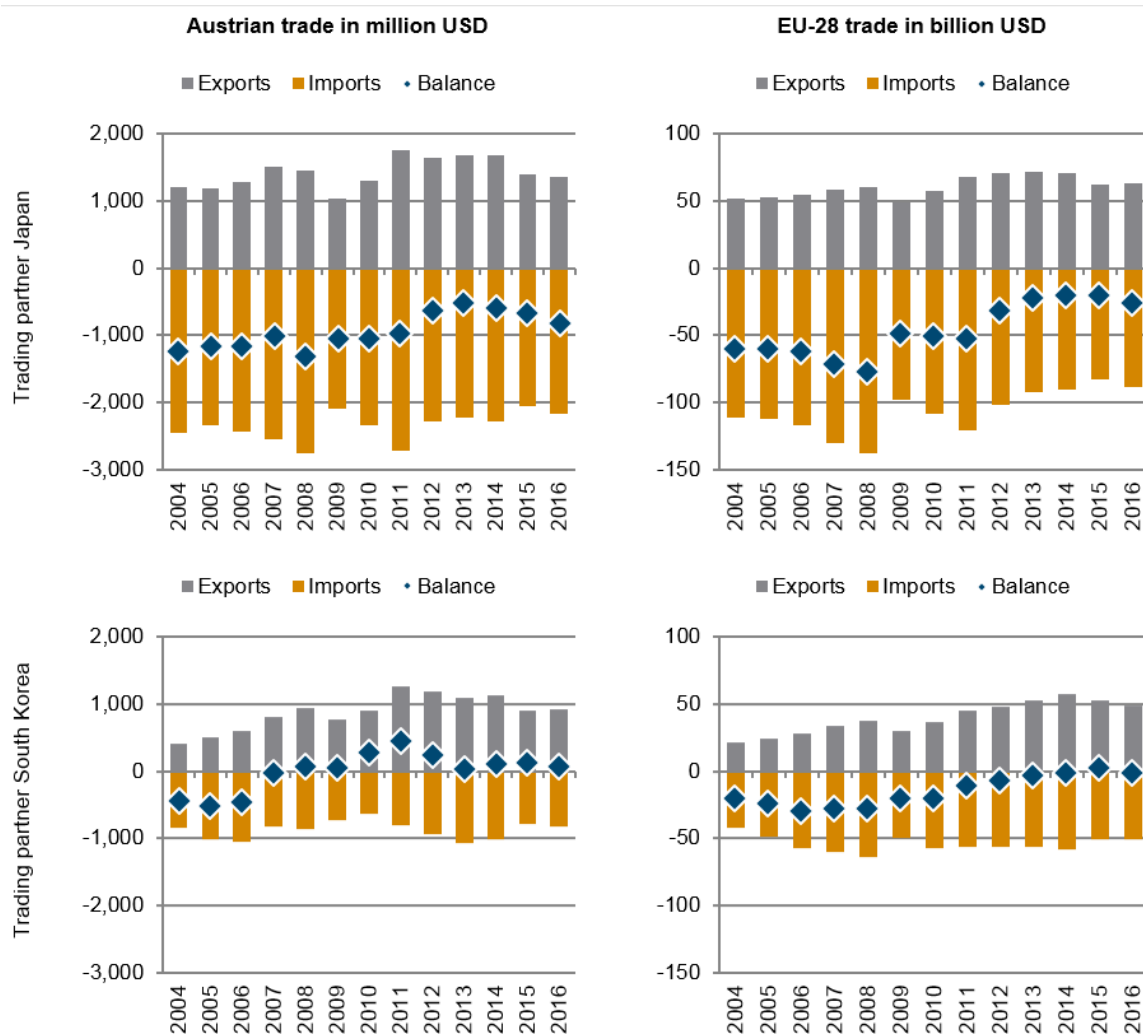 Austrian trade in million USD
EU-28 trade in billion USD
Exports Imports Balance
Exports Imports Balance
Trading partner Japan
2,000
1,000
0
-1,000
-2,000
-3,000
2004 2005 2006 2007 2008 2009 2010 2011 2012 2013 2014 2015 2016
100
50
0
-50
-100
-150
2004 2005 2006 2007 2008 2009 2010 2011 2012 2013 2014 2015 2016
Exports Imports Balance
Exports Imports Balance
Trading partner South Korea
2,000
1,000
0
-1,000
-2,000
-3,000
2004 2005 2006 2007 2008 2009 2010 2011 2012 2013 2014 2015 2016
100
50
0
-50
-100
-150
2004 2005 2006 2007 2008 2009 2010 2011 2012 2013 2014 2015 2016